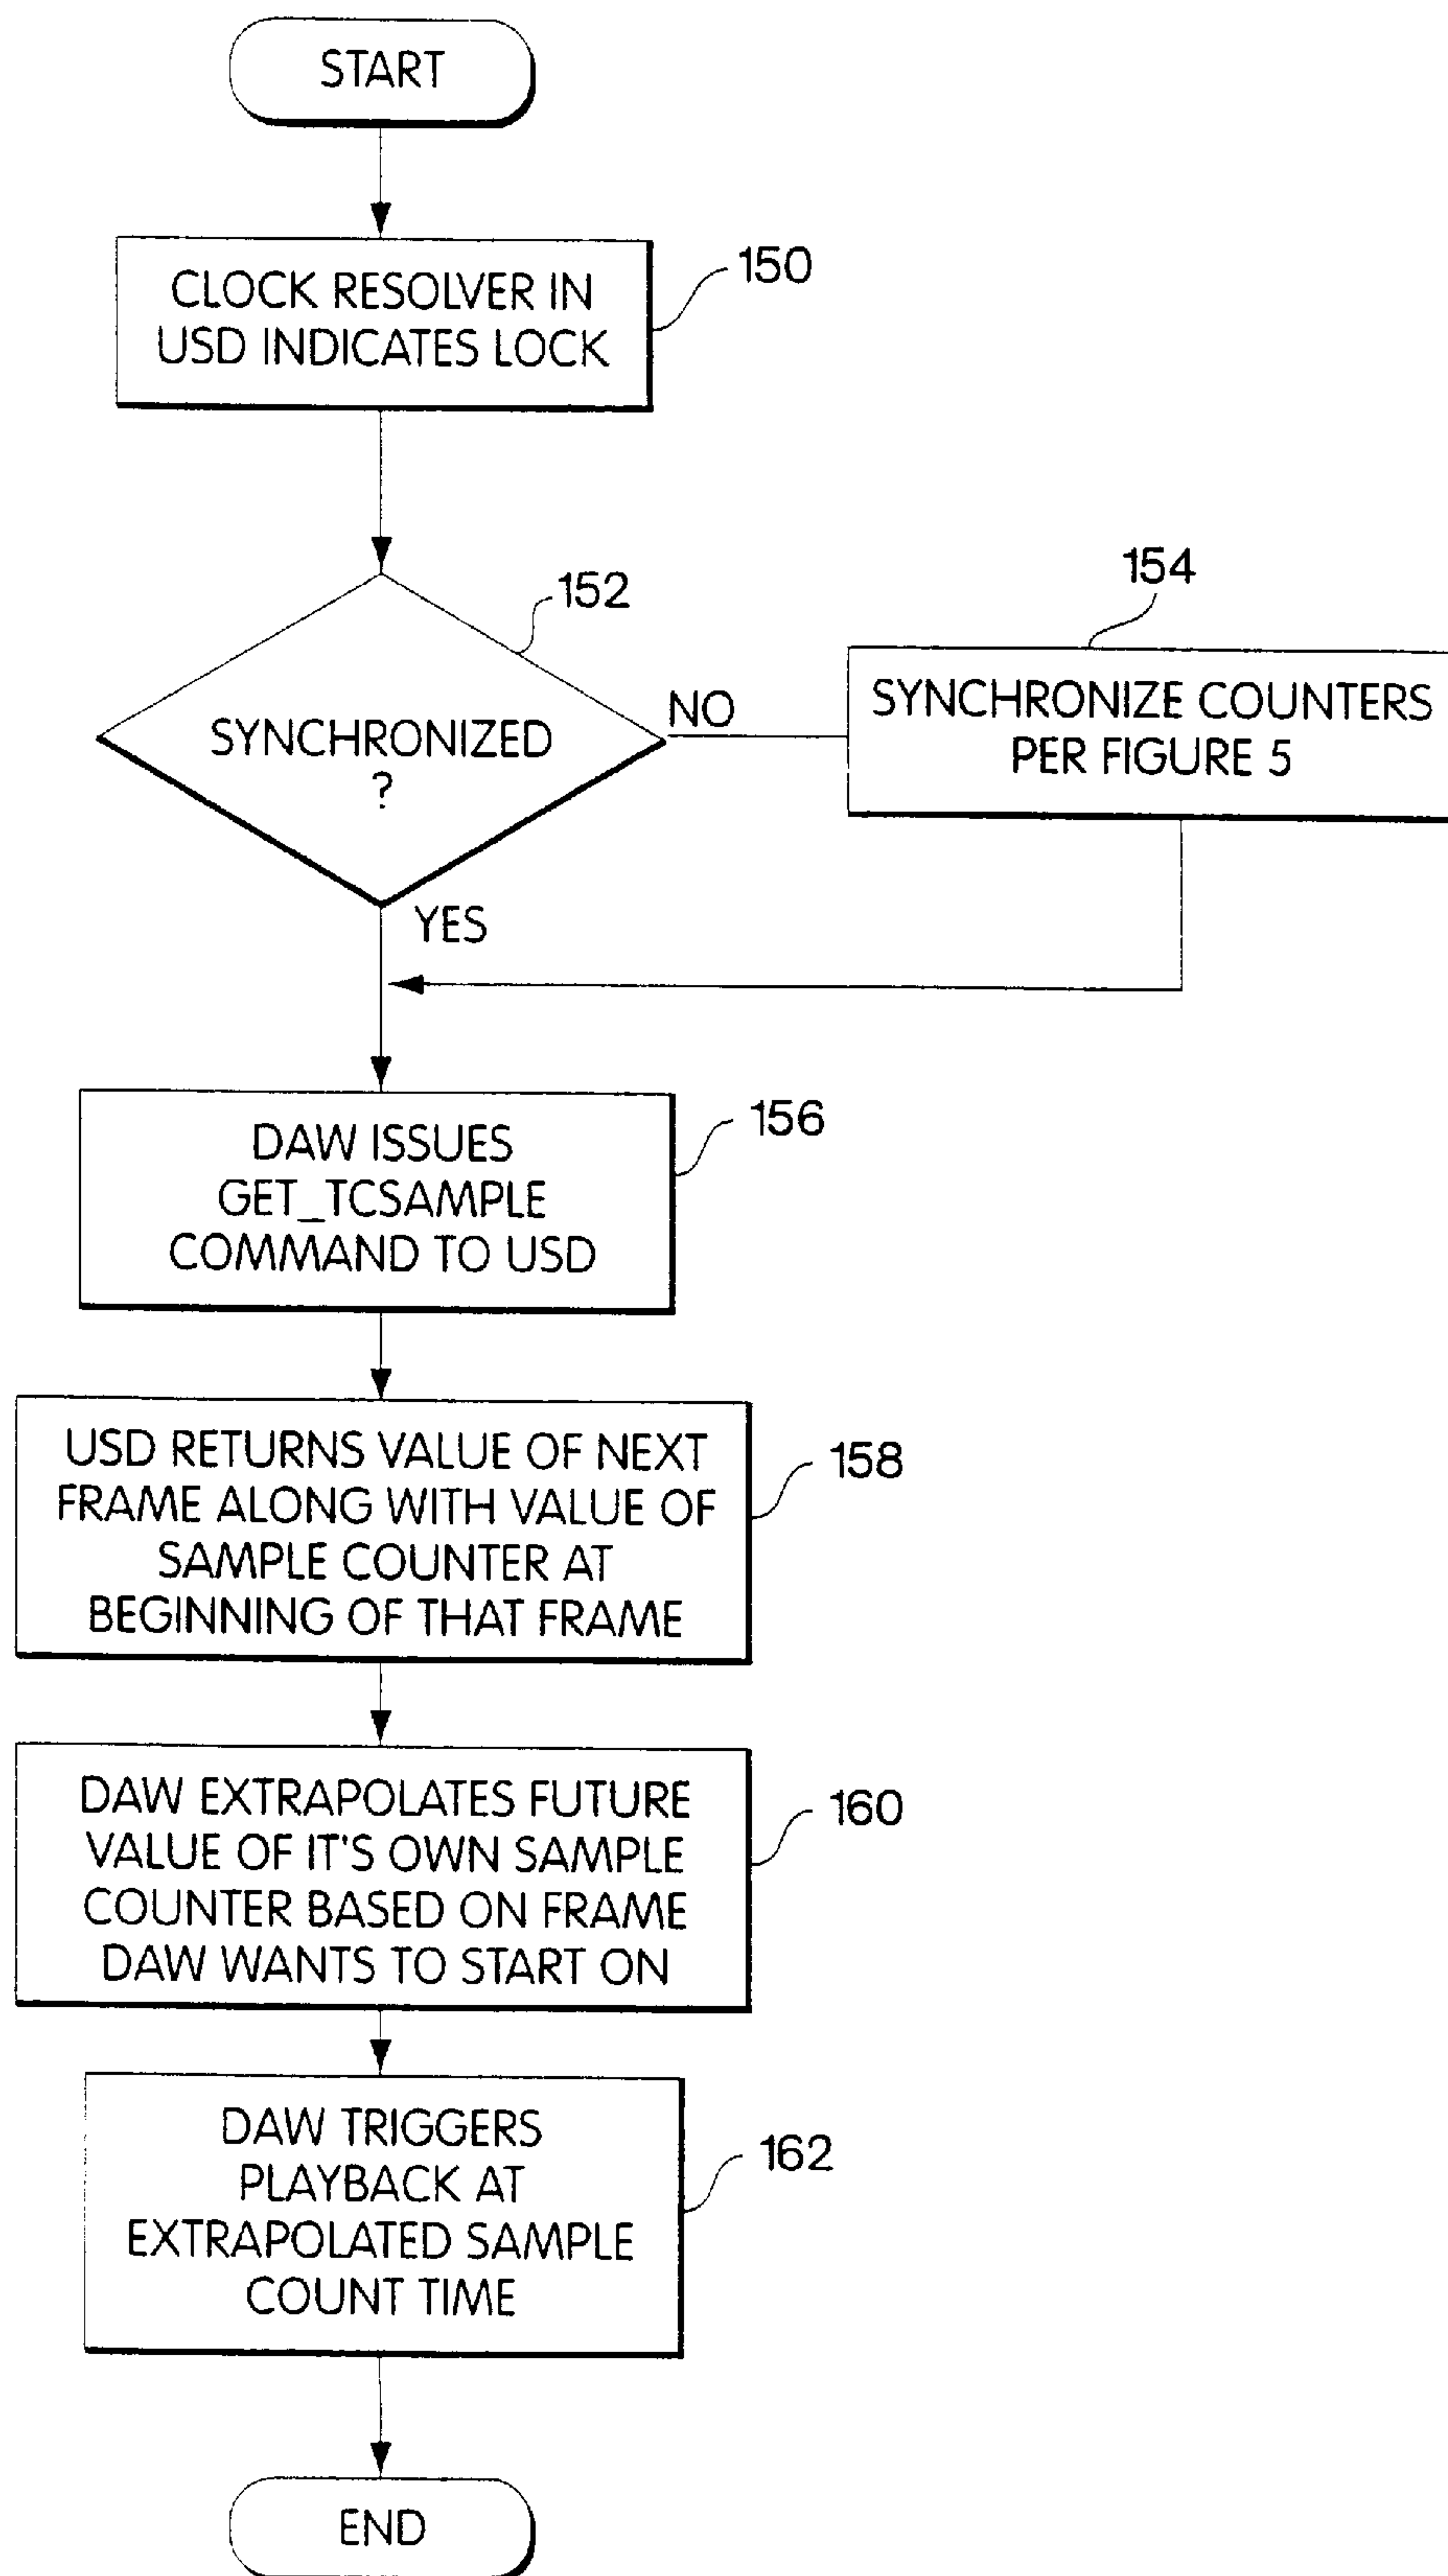 START
CLOCK RESOLVER IN
USD INDICATES LOCK
150
152
SYNCHRONIZED
?
NO
154
SYNCHRONIZE COUNTERS
PER FIGURE 5
YES
DAW ISSUES
GET_TCSAMPLE
COMMAND TO USD
156
USD RETURNS VALUE OF NEXT
FRAME ALONG WITH VALUE OF
SAMPLE COUNTER AT
BEGINNING OF THAT FRAME
158
DAW EXTRAPOLATES FUTURE
VALUE OF IT'S OWN SAMPLE
COUNTER BASED ON FRAME
DAW WANTS TO START ON
160
DAW TRIGGERS
PLAYBACK AT
EXTRAPOLATED SAMPLE
COUNT TIME
162
END